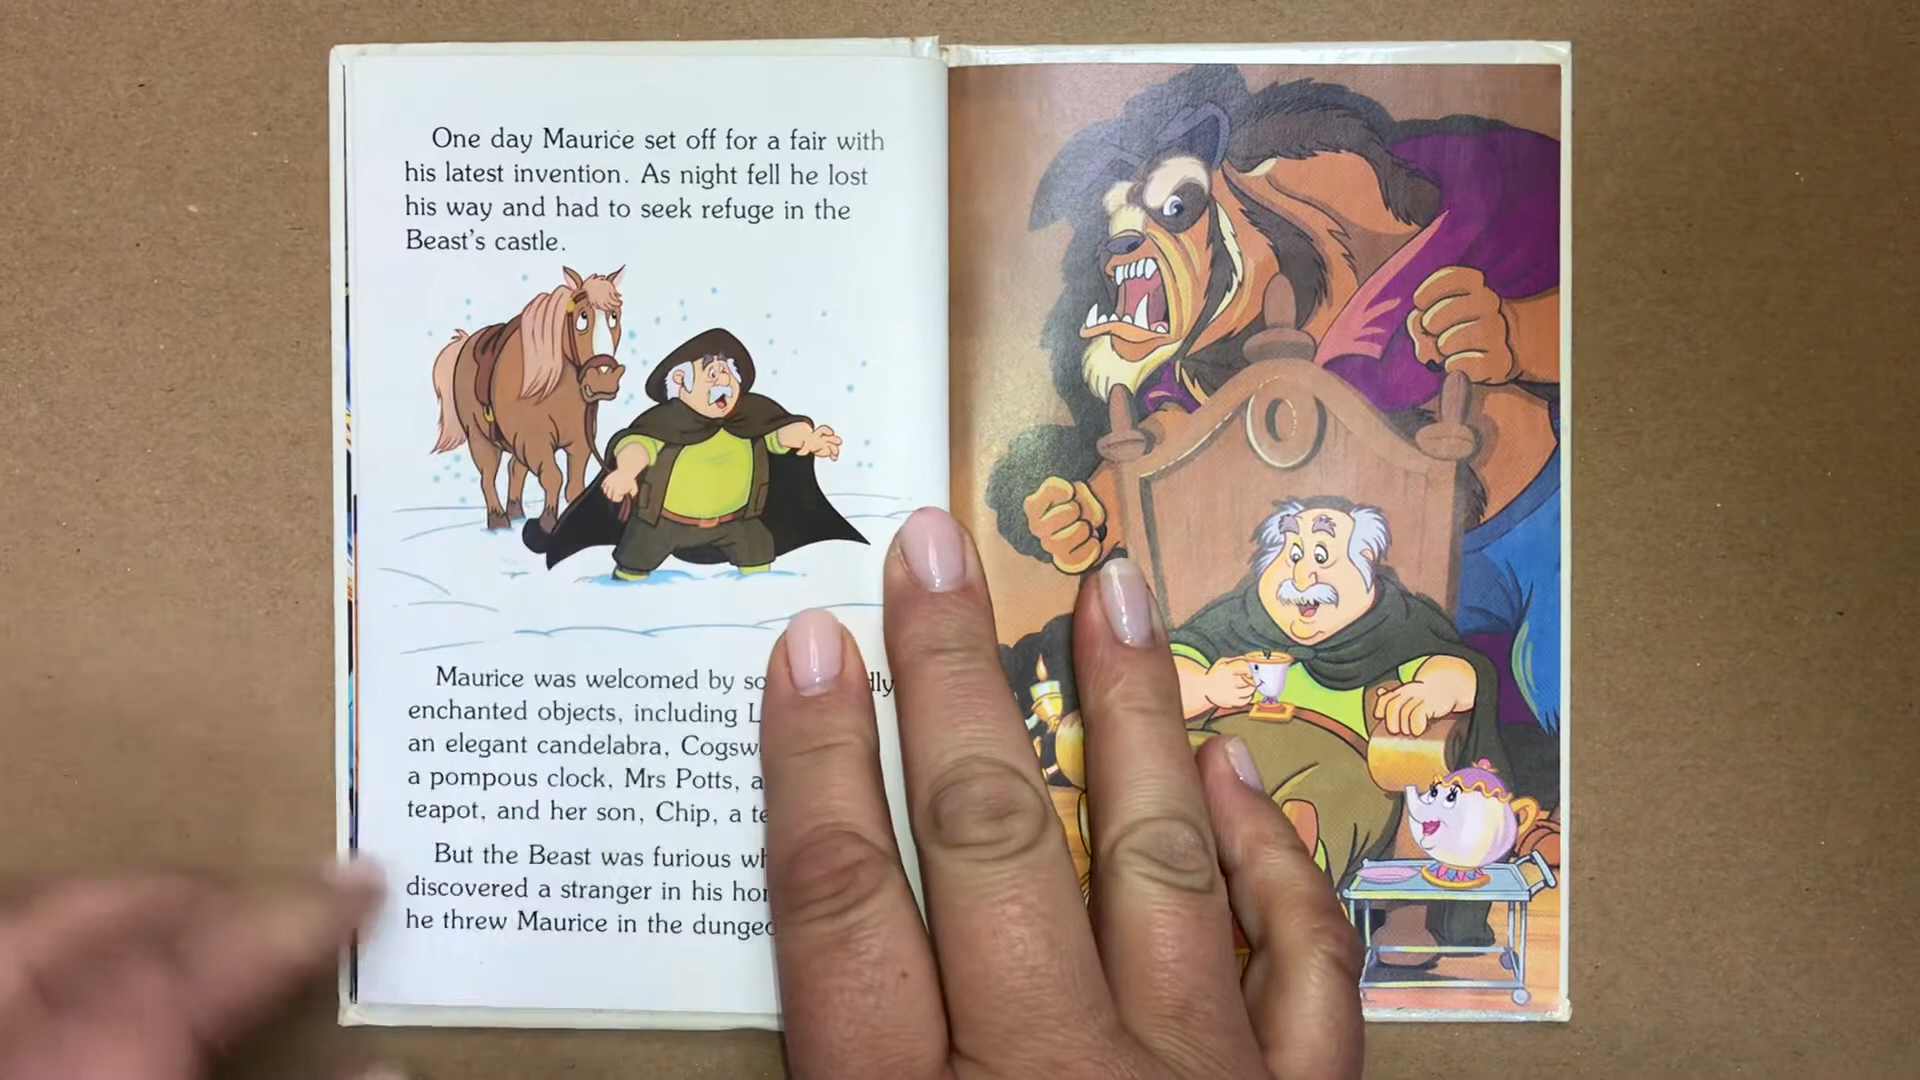 One day Maurice set off for a fair with
his latest invention. As night fell he lost
his way and had to seek refuge in the
Beast's castle.
Maurice was welcomed by
enchanted objects, including
an elegant candelabra,
a pompous clock, Mrs Potts,
teapot, and her son, Chip, a
But the Beast was furious
discovered a stranger in his
he threw Maurice in the